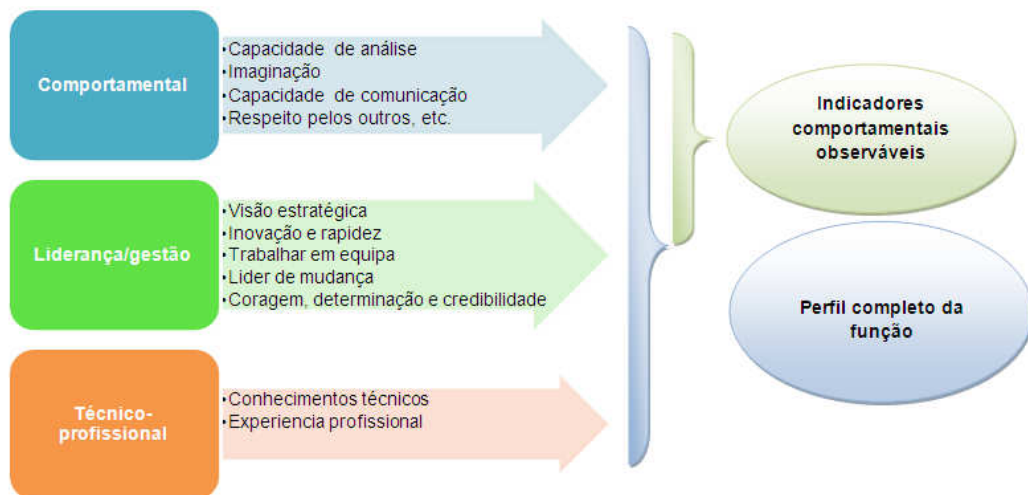 Comportamental
•Capacidade de análise
•Imaginação
•Capacidade de comunicação
•Respeito pelos outros, etc.
Liderança/gestão
•Visão estratégica
•Inovação e rapidez
•Trabalhar em equipa
•Lider de mudança
•Coragem, determinação e credibilidade
Técnico-
profissional
•Conhecimentos técnicos
•Experiencia profissional
Indicadores
comportamentais
observáveis
Perfil completo da
função